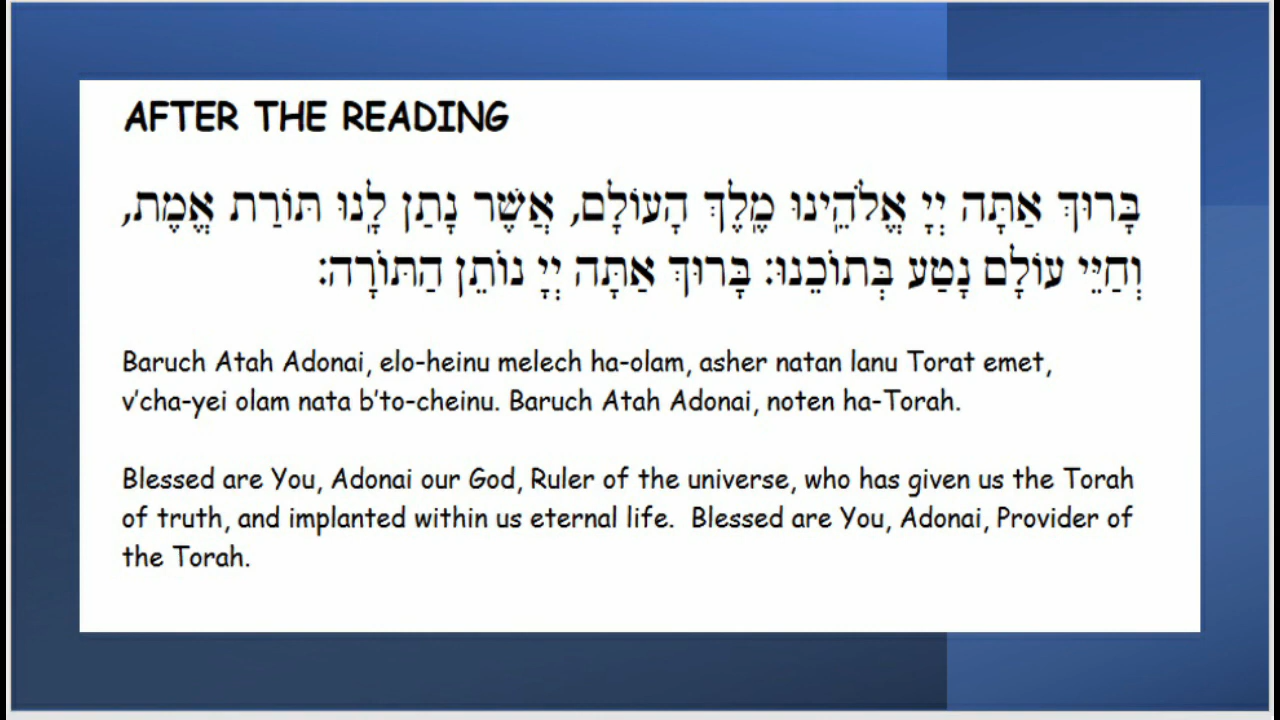 AFTER THE READING
בָּרוּךְ אַתָּה יְיָ אֱלֹהֵֽינוּ מֶֽלֶךְ הָעוֹלָם, אֲשֶׁר נָתַן לָֽנוּ תּוֹרַת אֱמֶת,
וְחַיֵּי עוֹלָם נָטַע בְּתוֹכֵנוּ: בָּרוּךְ אַתָּה יְיָ נוֹתֵן הַתּוֹרָה:
Baruch Atah Adonai, elo-heinu melech ha-olam, asher natan lanu Torat emet,
v'cha-yei olam nata b'to-cheinu. Baruch Atah Adonai, noten ha-Torah.
Blessed are You, Adonai our God, Ruler of the universe, who has given us the Torah
of truth, and implanted within us eternal life.  Blessed are You, Adonai, Provider of
the Torah.